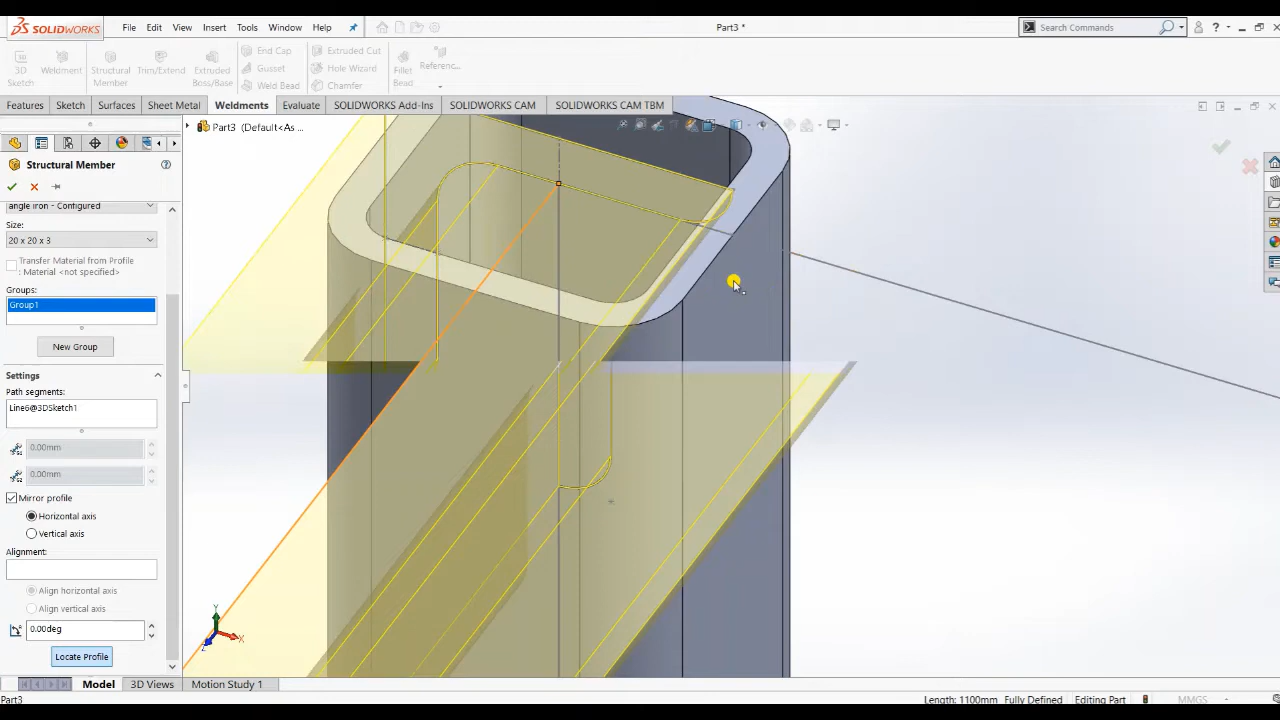 3S SOLIDWORKS File Edit View Insert Tools Window Help Part3 * Search Commands ?
3D Sketch Weldment Structural Member Trim/Extend Extruded Boss/Base End Cap Gusset Weld Bead Extruded Cut Hole Wizard Chamfer Fillet Bead Referenc...
Features Sketch Surfaces Sheet Metal Weldments Evaluate SOLIDWORKS Add-Ins SOLIDWORKS CAM SOLIDWORKS CAM TBM
Part3 (Default<As ...
Structural Member
angle iron - Configured
Size:
20 x 20 x 3
Transfer Material from Profile
: Material <not specified>
Groups:
Group1
New Group
Settings
Path segments:
Line6@3DSketch1
0.00mm
0.00mm
Mirror profile
Horizontal axis
Vertical axis
Alignment:
Align horizontal axis
Align vertical axis
0.00deg
Locate Profile
Y
X
Z
Model 3D Views Motion Study 1
Part3 Length: 1100mm Fully Defined Editing Part MMGS